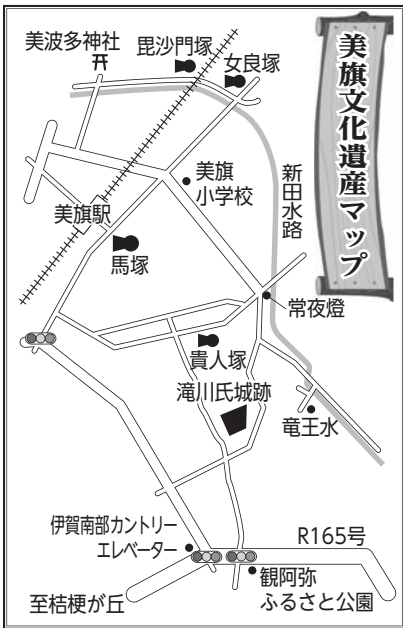 美旗文化遺産マップ
美波多神社
毘沙門塚
女良塚
美旗
小学校
新田水路
美旗駅
馬塚
常夜燈
貴人塚
滝川氏城跡
竜王水
伊賀南部カントリー
エレベーター
R165号
観阿弥
ふるさと公園
至桔梗が丘